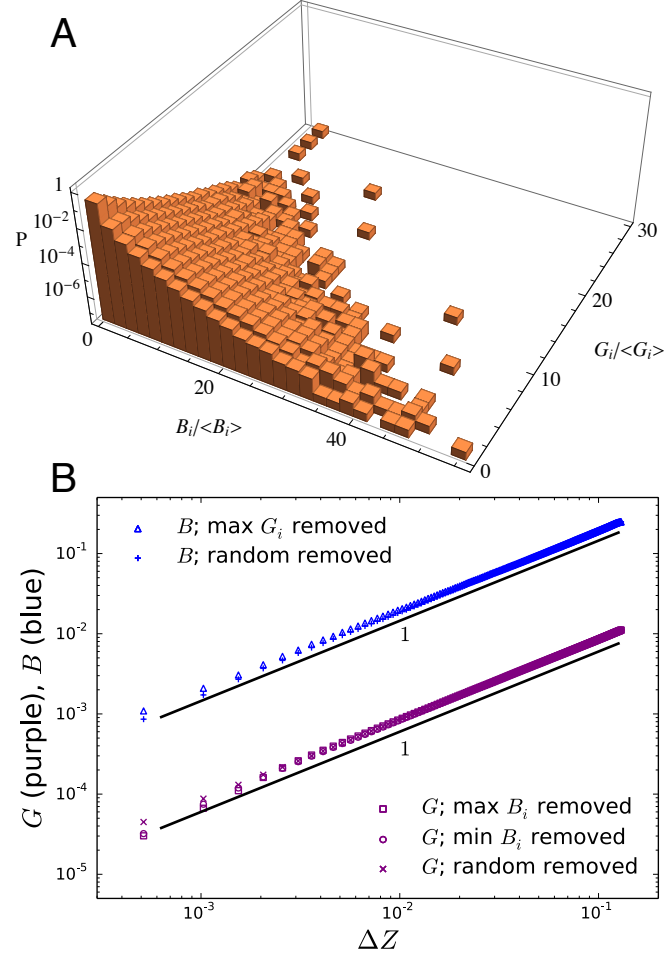 A
1
10⁻²
P
10⁻⁴
10⁻⁶
0
20
40
B_i/<B_i>
0
10
20
30
G_i/<G_i>
B
B; max G_i removed
B; random removed
10⁻¹
10⁻²
10⁻³
10⁻⁴
10⁻⁵
G (purple), B (blue)
1
1
G; max B_i removed
G; min B_i removed
G; random removed
10⁻³
10⁻²
10⁻¹
ΔZ